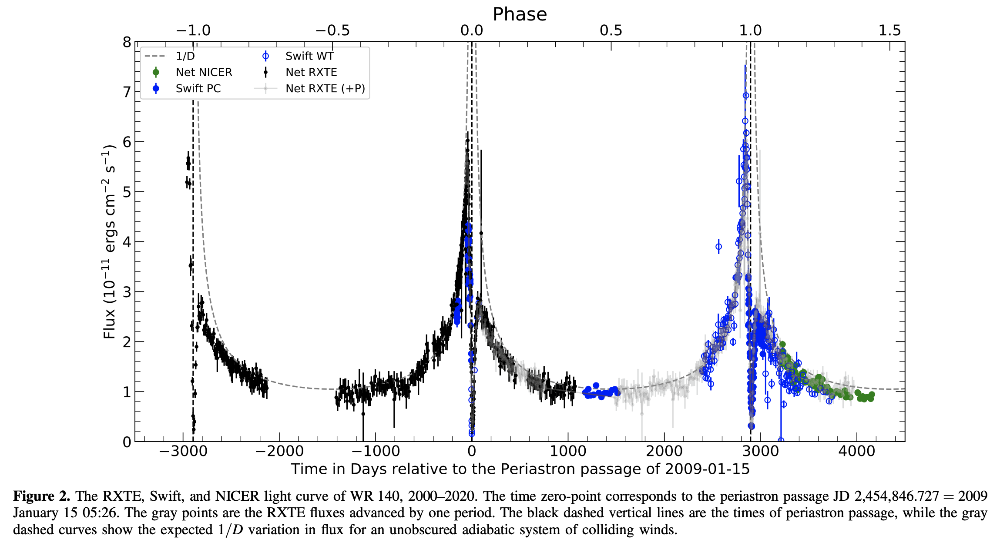 Phase
−1.0 −0.5 0.0 0.5 1.0 1.5
8
1/D
Net NICER
Swift PC
Swift WT
Net RXTE
Net RXTE (+P)
7
6
5
4
3
2
1
0
Flux (10⁻¹¹ ergs cm⁻² s⁻¹)
−3000 −2000 −1000 0 1000 2000 3000 4000
Time in Days relative to the Periastron passage of 2009-01-15
Figure 2. The RXTE, Swift, and NICER light curve of WR 140, 2000–2020. The time zero-point corresponds to the periastron passage JD 2,454,846.727 = 2009
January 15 05:26. The gray points are the RXTE fluxes advanced by one period. The black dashed vertical lines are the times of periastron passage, while the gray
dashed curves show the expected 1/D variation in flux for an unobscured adiabatic system of colliding winds.